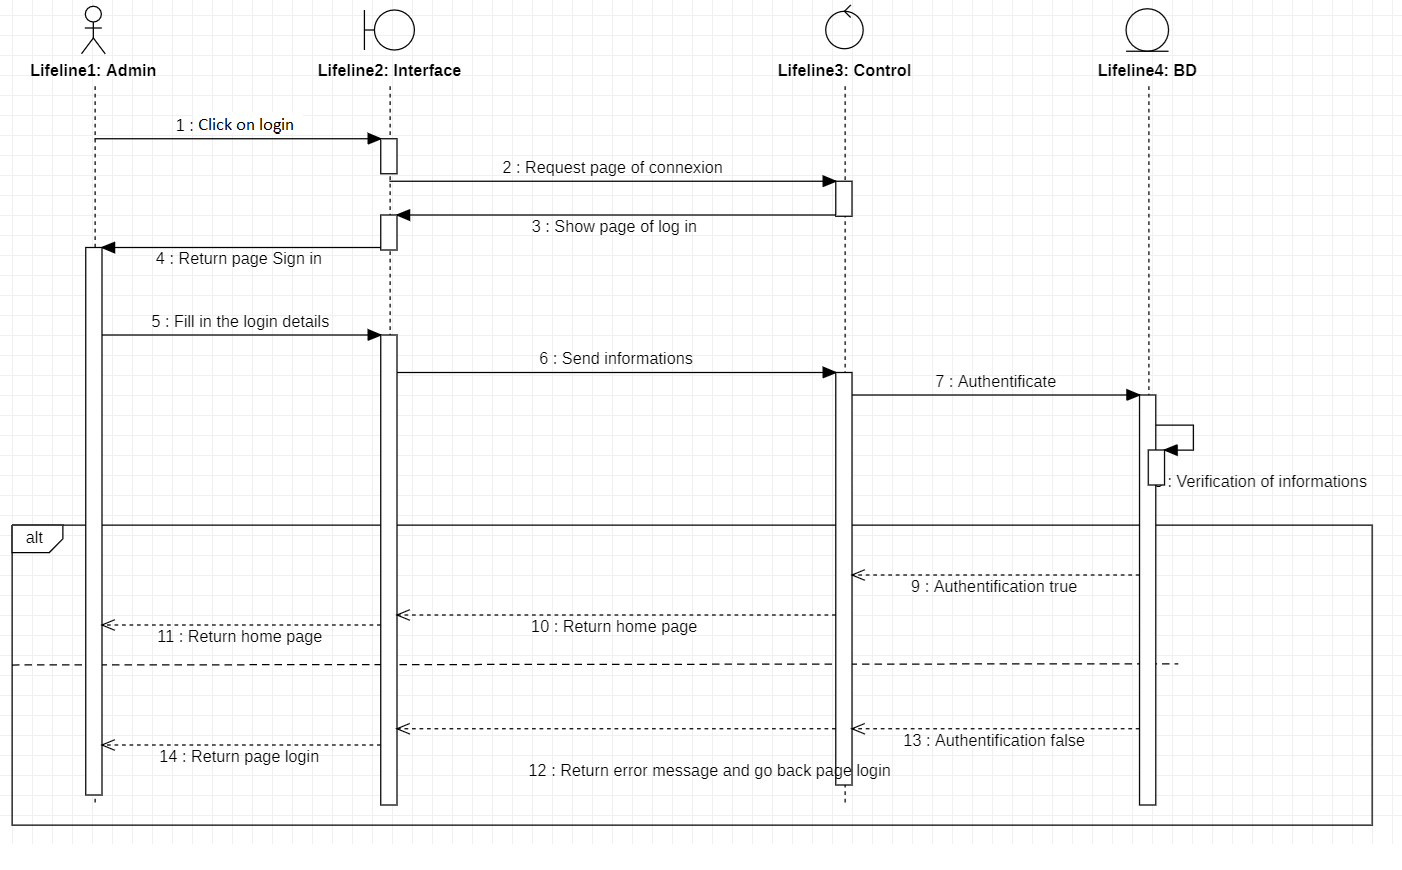 Lifeline1: Admin
Lifeline2: Interface
Lifeline3: Control
Lifeline4: BD
1 : Click on login
2 : Request page of connexion
3 : Show page of log in
4 : Return page Sign in
5 : Fill in the login details
6 : Send informations
7 : Authentificate
: Verification of informations
alt
9 : Authentification true
10 : Return home page
11 : Return home page
13 : Authentification false
14 : Return page login
12 : Return error message and go back page login